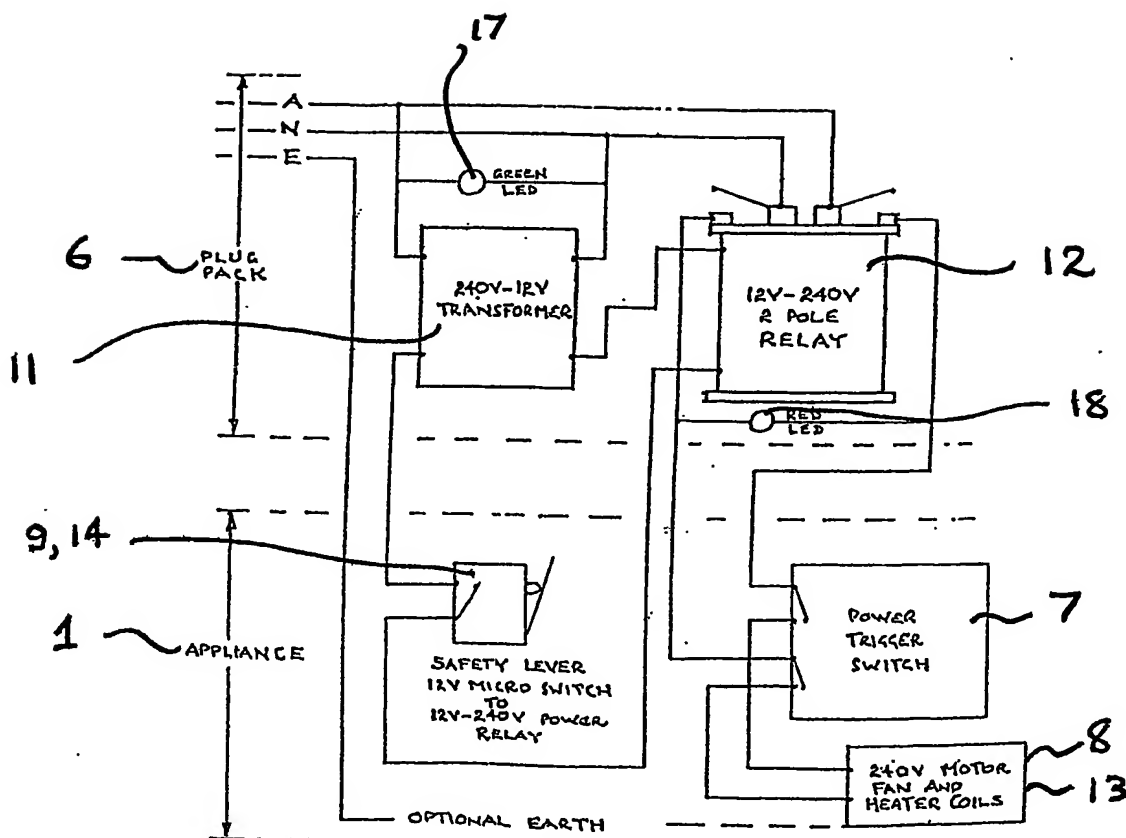 17
A
N
E
GREEN
LED
6
PLUG
PACK
240V-12V
TRANSFORMER
12V-240V
2 POLE
RELAY
12
11
RED
LED
18
9,14
1
APPLIANCE
SAFETY LEVER
12V MICRO SWITCH
TO
12V-240V POWER
RELAY
POWER
TRIGGER
SWITCH
7
240V MOTOR
FAN AND
HEATER COILS
8
13
OPTIONAL EARTH